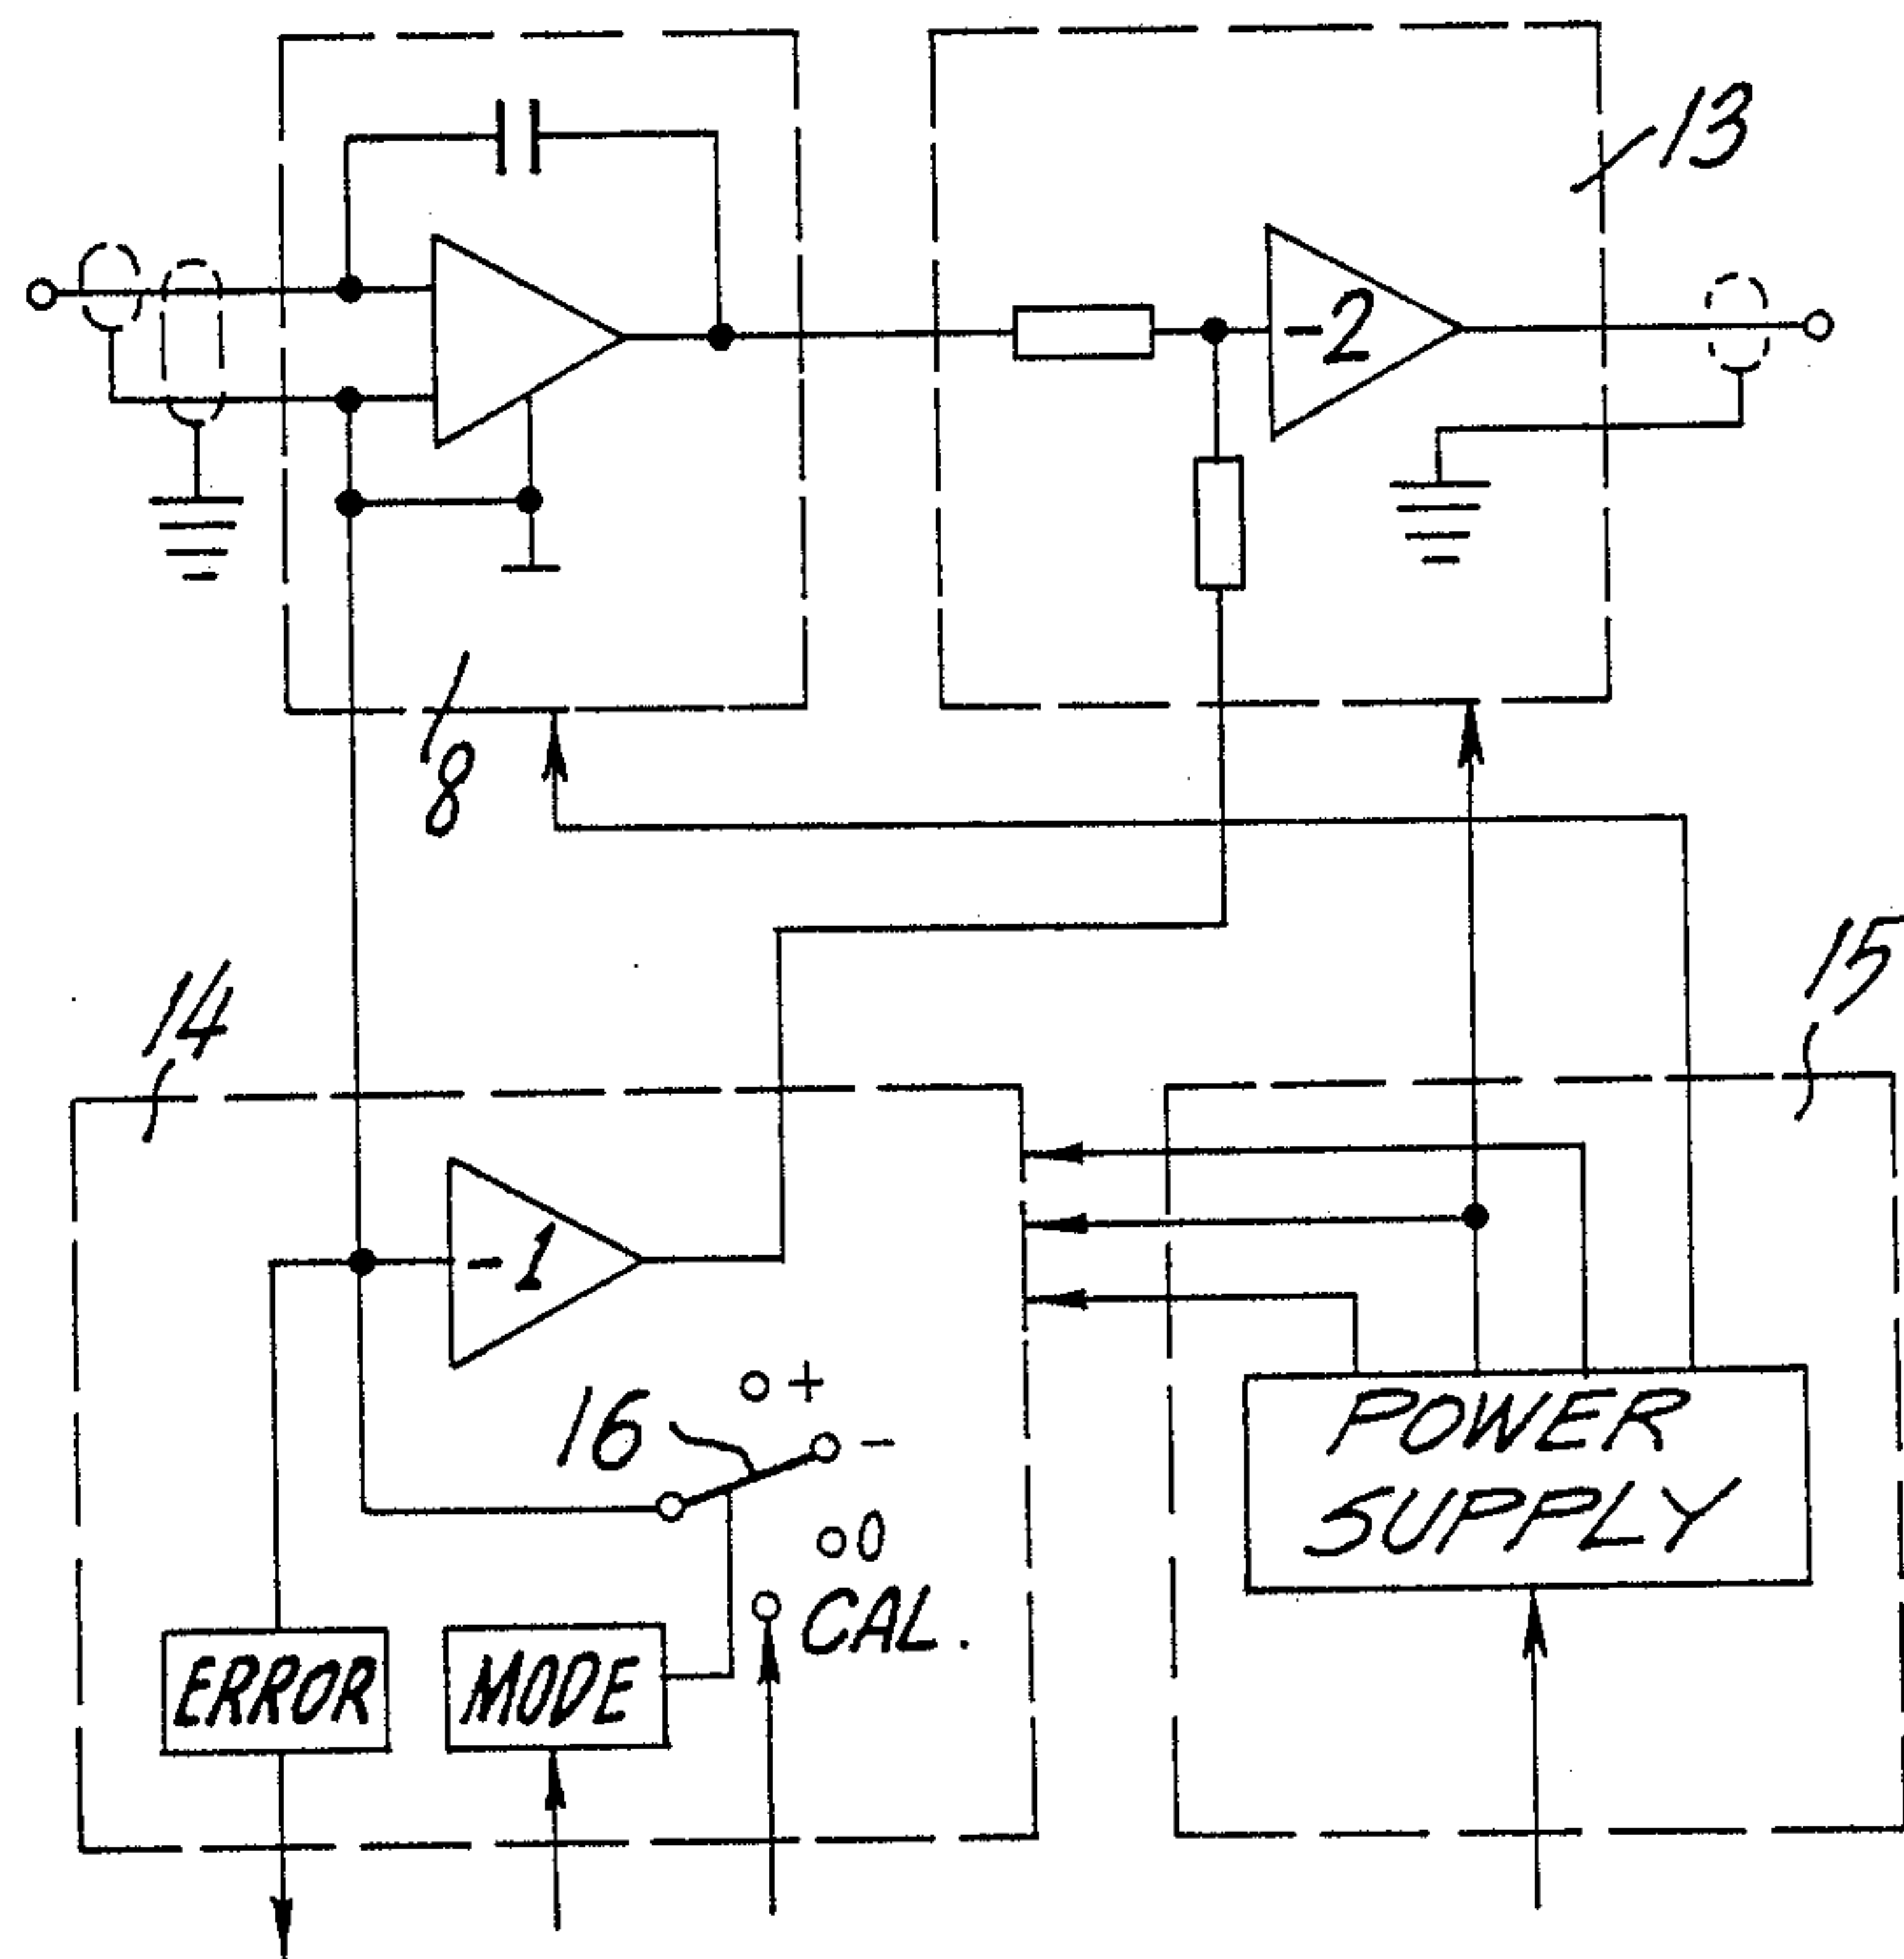 13
-2
8
14
15
-1
+
16
-
POWER
SUPPLY
0
CAL.
ERROR
MODE